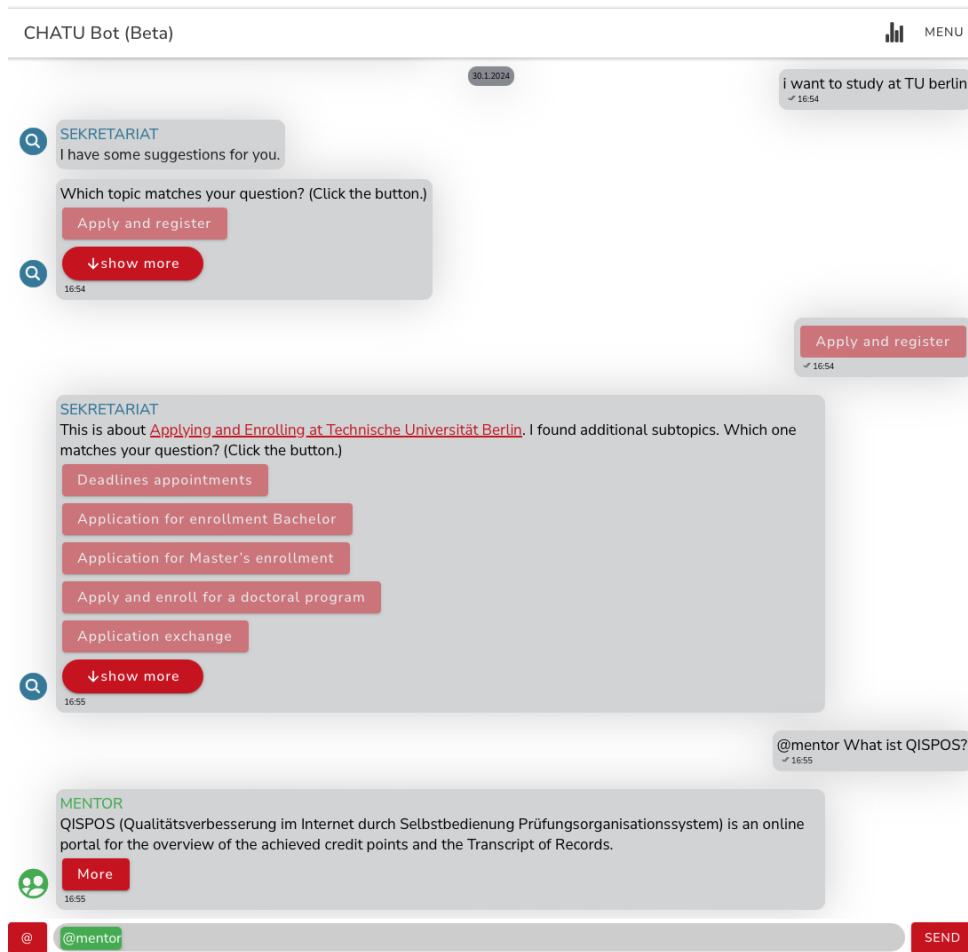 CHATU Bot (Beta)
MENU
30.1.2024
i want to study at TU berlin
16:54
SEKRETARIAT
I have some suggestions for you.
Which topic matches your question? (Click the button.)
Apply and register
↓show more
16:54
Apply and register
16:54
SEKRETARIAT
This is about Applying and Enrolling at Technische Universität Berlin. I found additional subtopics. Which one
matches your question? (Click the button.)
Deadlines appointments
Application for enrollment Bachelor
Application for Master’s enrollment
Apply and enroll for a doctoral program
Application exchange
↓show more
16:55
@mentor What ist QISPOS?
16:55
MENTOR
QISPOS (Qualitätsverbesserung im Internet durch Selbstbedienung Prüfungsorganisationssystem) is an online
portal for the overview of the achieved credit points and the Transcript of Records.
More
16:55
@
@mentor
SEND